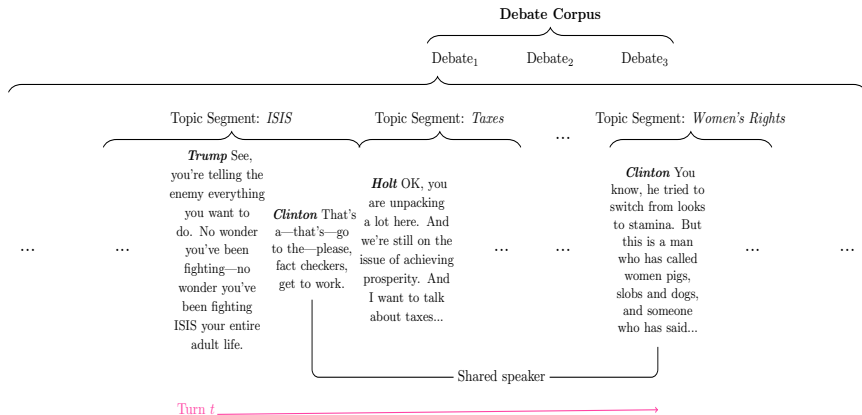 Debate Corpus
Debate1 Debate2 Debate3
Topic Segment: ISIS
Topic Segment: Taxes
...
Topic Segment: Women's Rights
...
...
Trump See,
you're telling the
enemy everything
you want to
do. No wonder
you've been
fighting—no
wonder you've
been fighting
ISIS your entire
adult life.
Clinton That's
a—that's—go
to the—please,
fact checkers,
get to work.
Holt OK, you
are unpacking
a lot here. And
we're still on the
issue of achieving
prosperity. And
I want to talk
about taxes...
...
...
Clinton You
know, he tried to
switch from looks
to stamina. But
this is a man
who has called
women pigs,
slobs and dogs,
and someone
who has said...
...
...
Shared speaker
Turn t